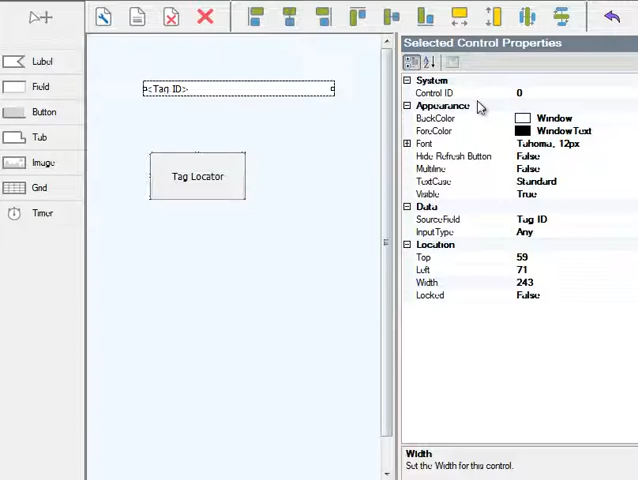 Label
Field
Button
Tab
Image
Grid
Timer
<Tag ID>
Tag Locator
Selected Control Properties
System
Control ID 0
Appearance
BackColor Window
ForeColor WindowText
Font Tahoma, 12px
Hide Refresh Button False
Multiline False
TextCase Standard
Visible True
Data
SourceField Tag ID
InputType Any
Location
Top 59
Left 71
Width 243
Locked False
Width
Set the Width for this control.